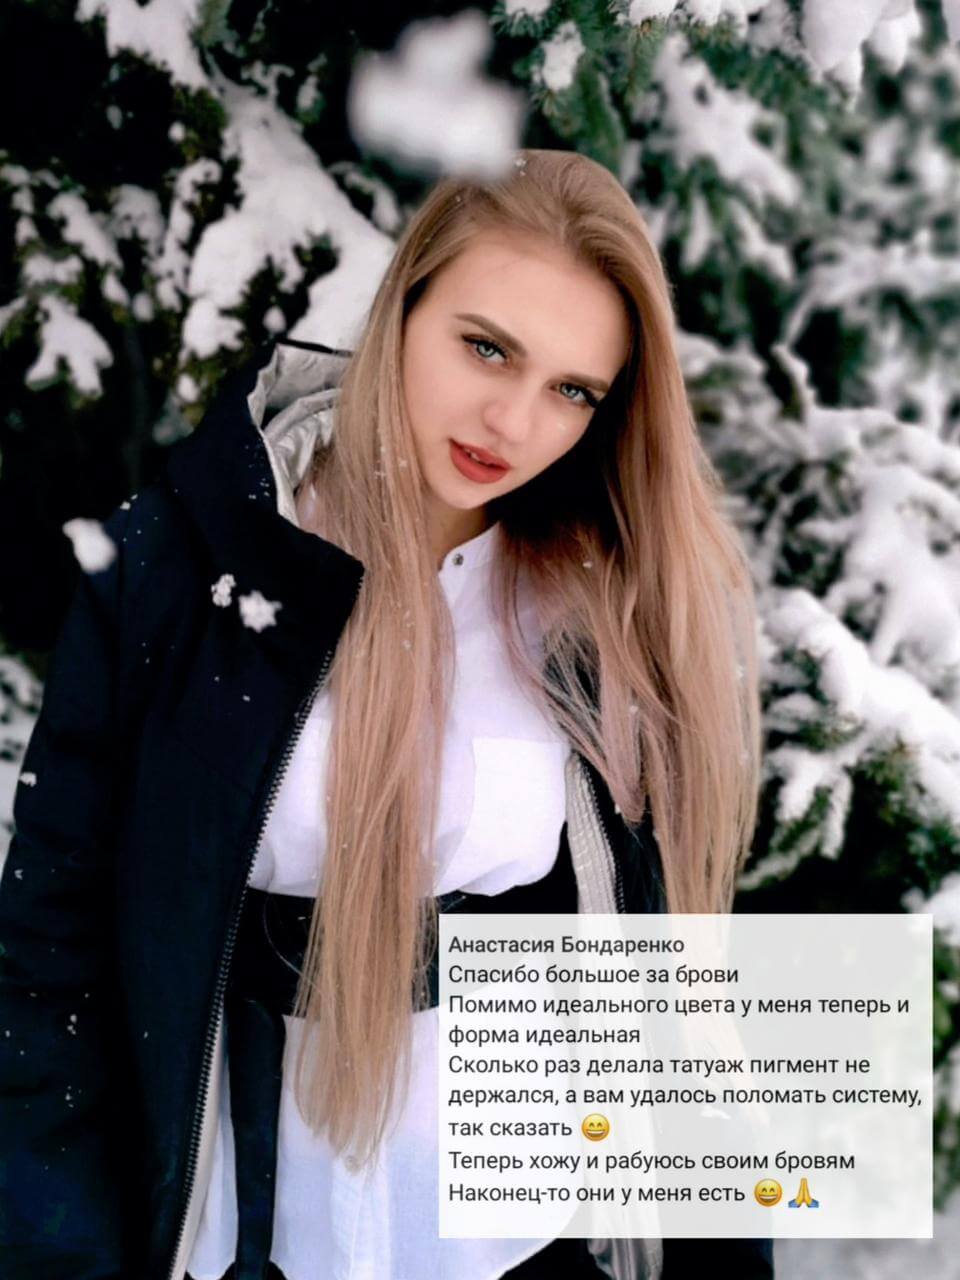 Анастасия Бондаренко
Спасибо большое за брови
Помимо идеального цвета у меня теперь и
форма идеальная
Сколько раз делала татуаж пигмент не
держался, а вам удалось поломать систему,
так сказать 😄
Теперь хожу и рабуюсь своим бровям
Наконец-то они у меня есть 😄🙏